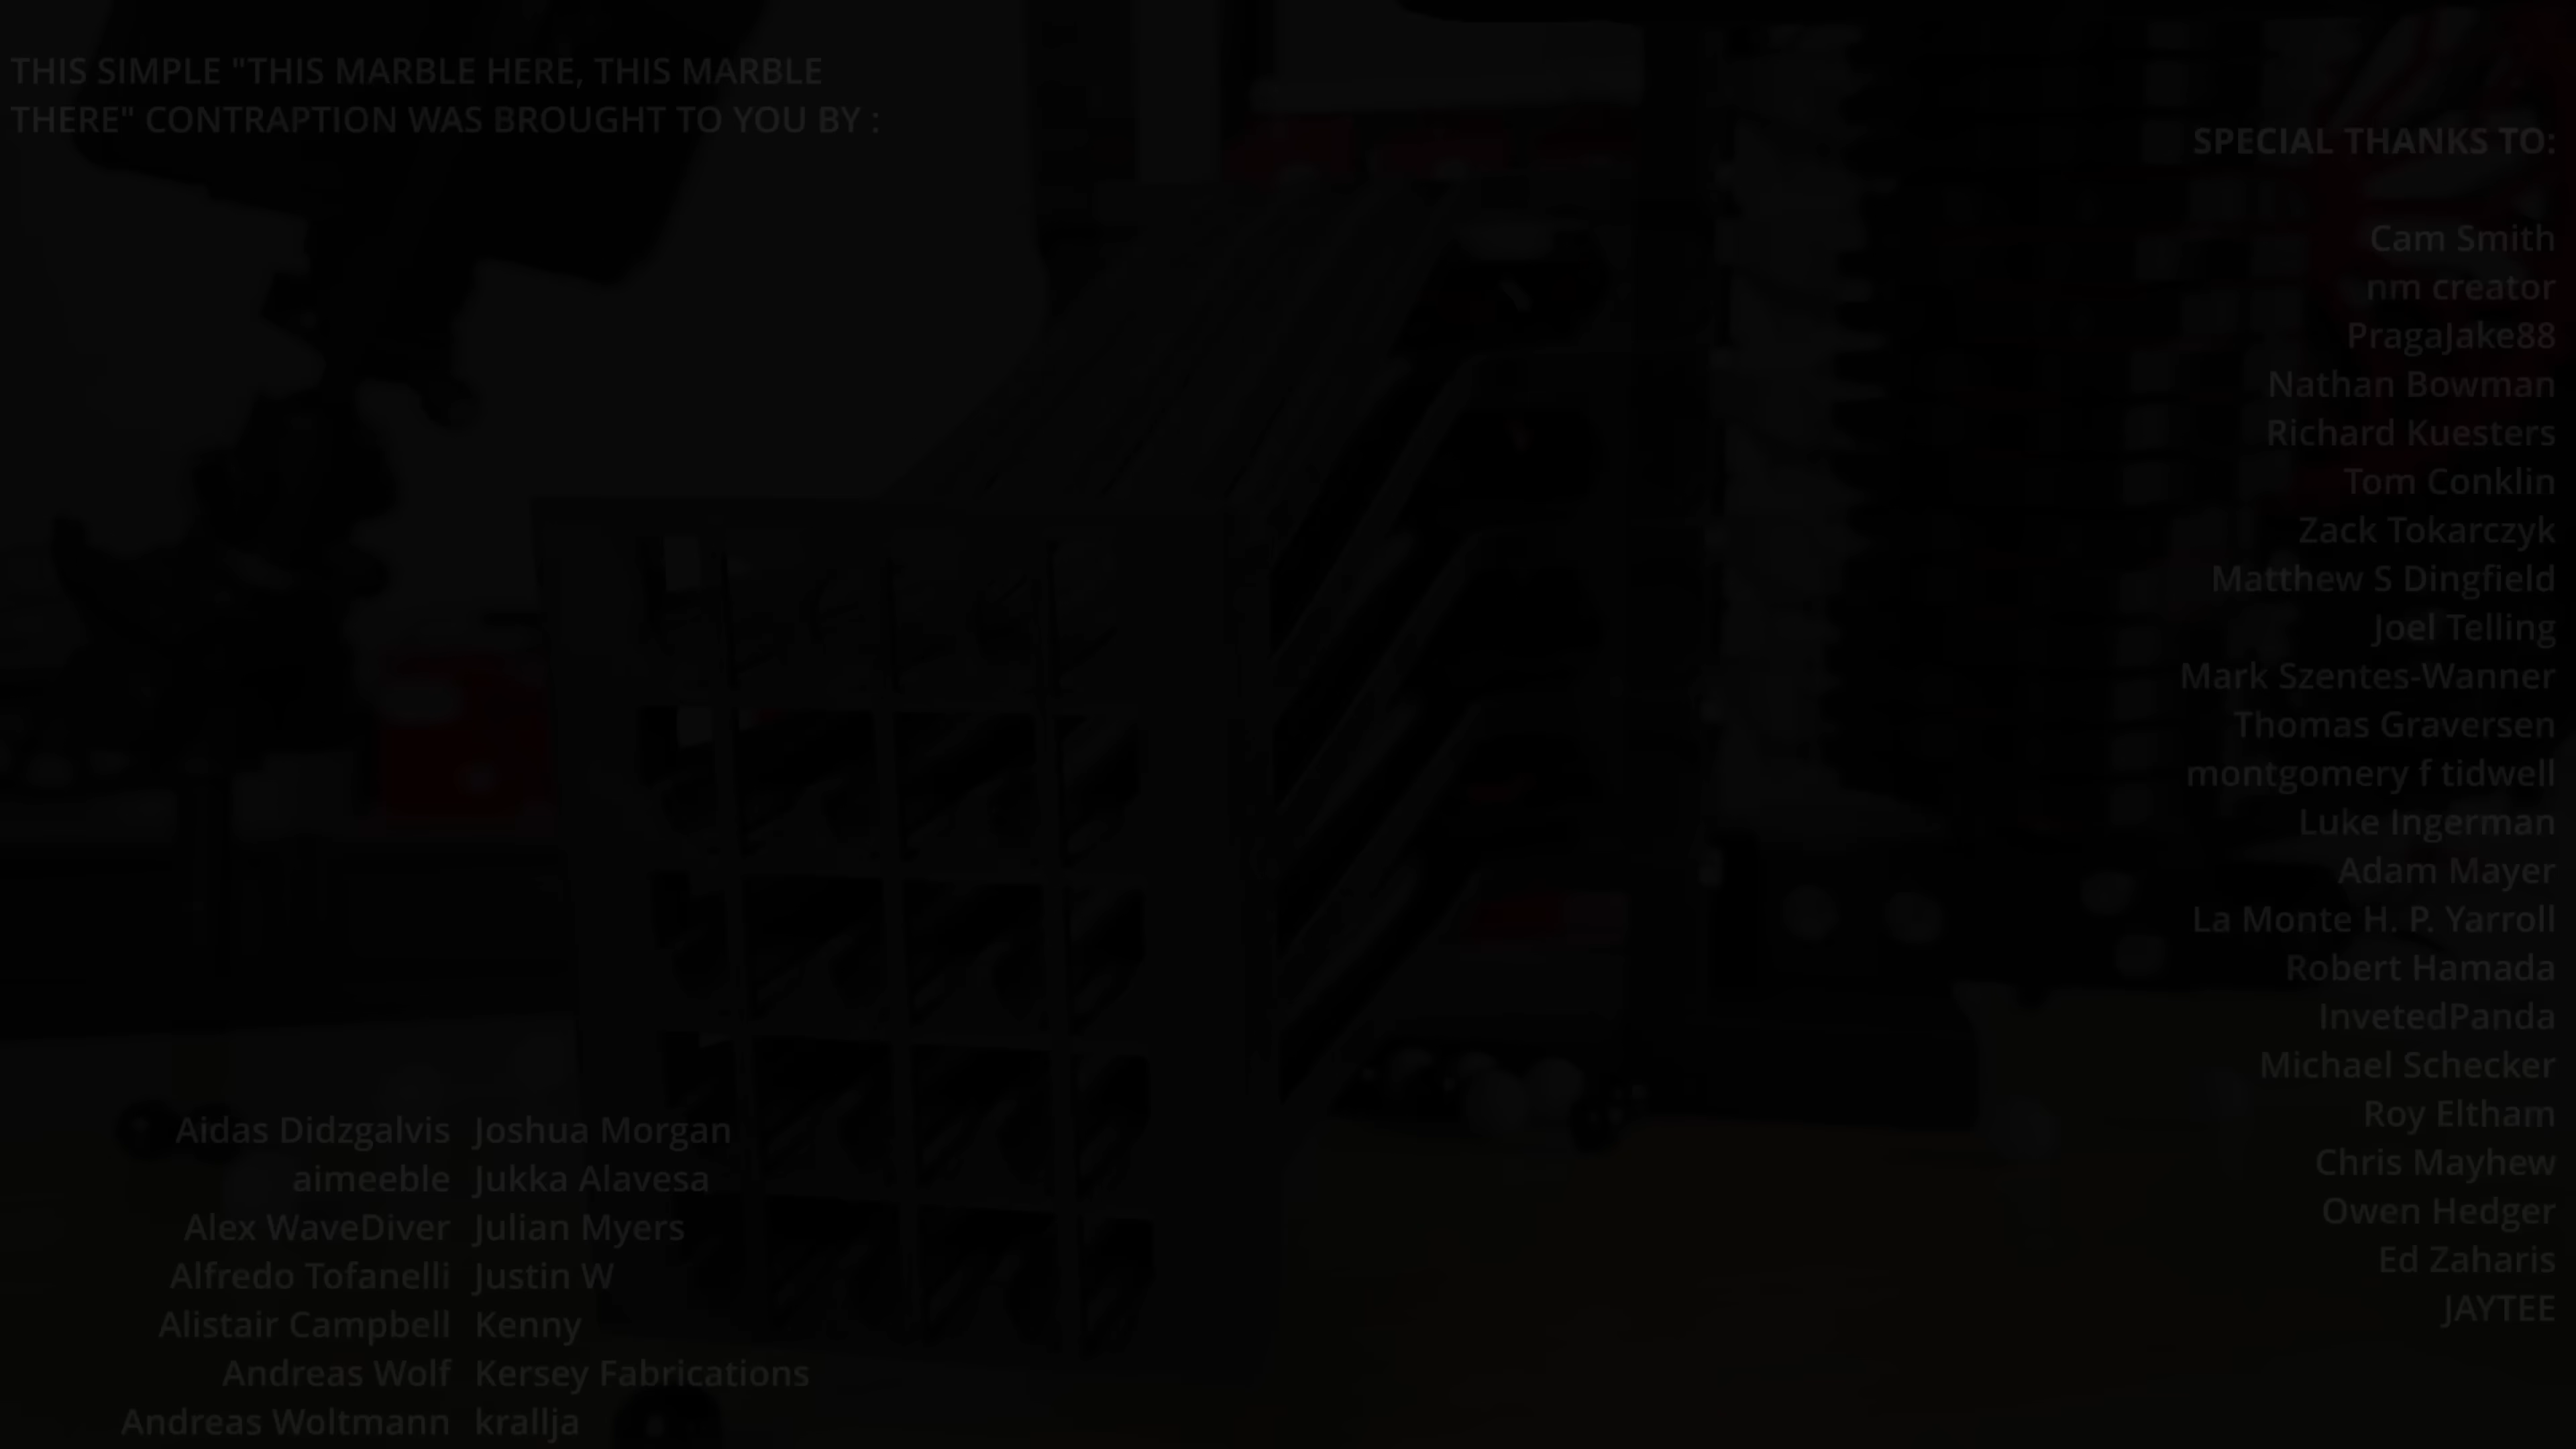 THIS SIMPLE "THIS MARBLE HERE, THIS MARBLE
THERE" CONTRAPTION WAS BROUGHT TO YOU BY :
Aidas Didzgalvis Joshua Morgan
aimeeble Jukka Alavesa
Alex WaveDiver Julian Myers
Alfredo Tofanelli Justin W
Alistair Campbell Kenny
Andreas Wolf Kersey Fabrications
Andreas Woltmann krallja
SPECIAL THANKS TO:
Cam Smith
nm creator
PragaJake88
Nathan Bowman
Richard Kuesters
Tom Conklin
Zack Tokarczyk
Matthew S Dingfield
Joel Telling
Mark Szentes-Wanner
Thomas Graversen
montgomery f tidwell
Luke Ingerman
Adam Mayer
La Monte H. P. Yarroll
Robert Hamada
InvetedPanda
Michael Schecker
Roy Eltham
Chris Mayhew
Owen Hedger
Ed Zaharis
JAYTEE